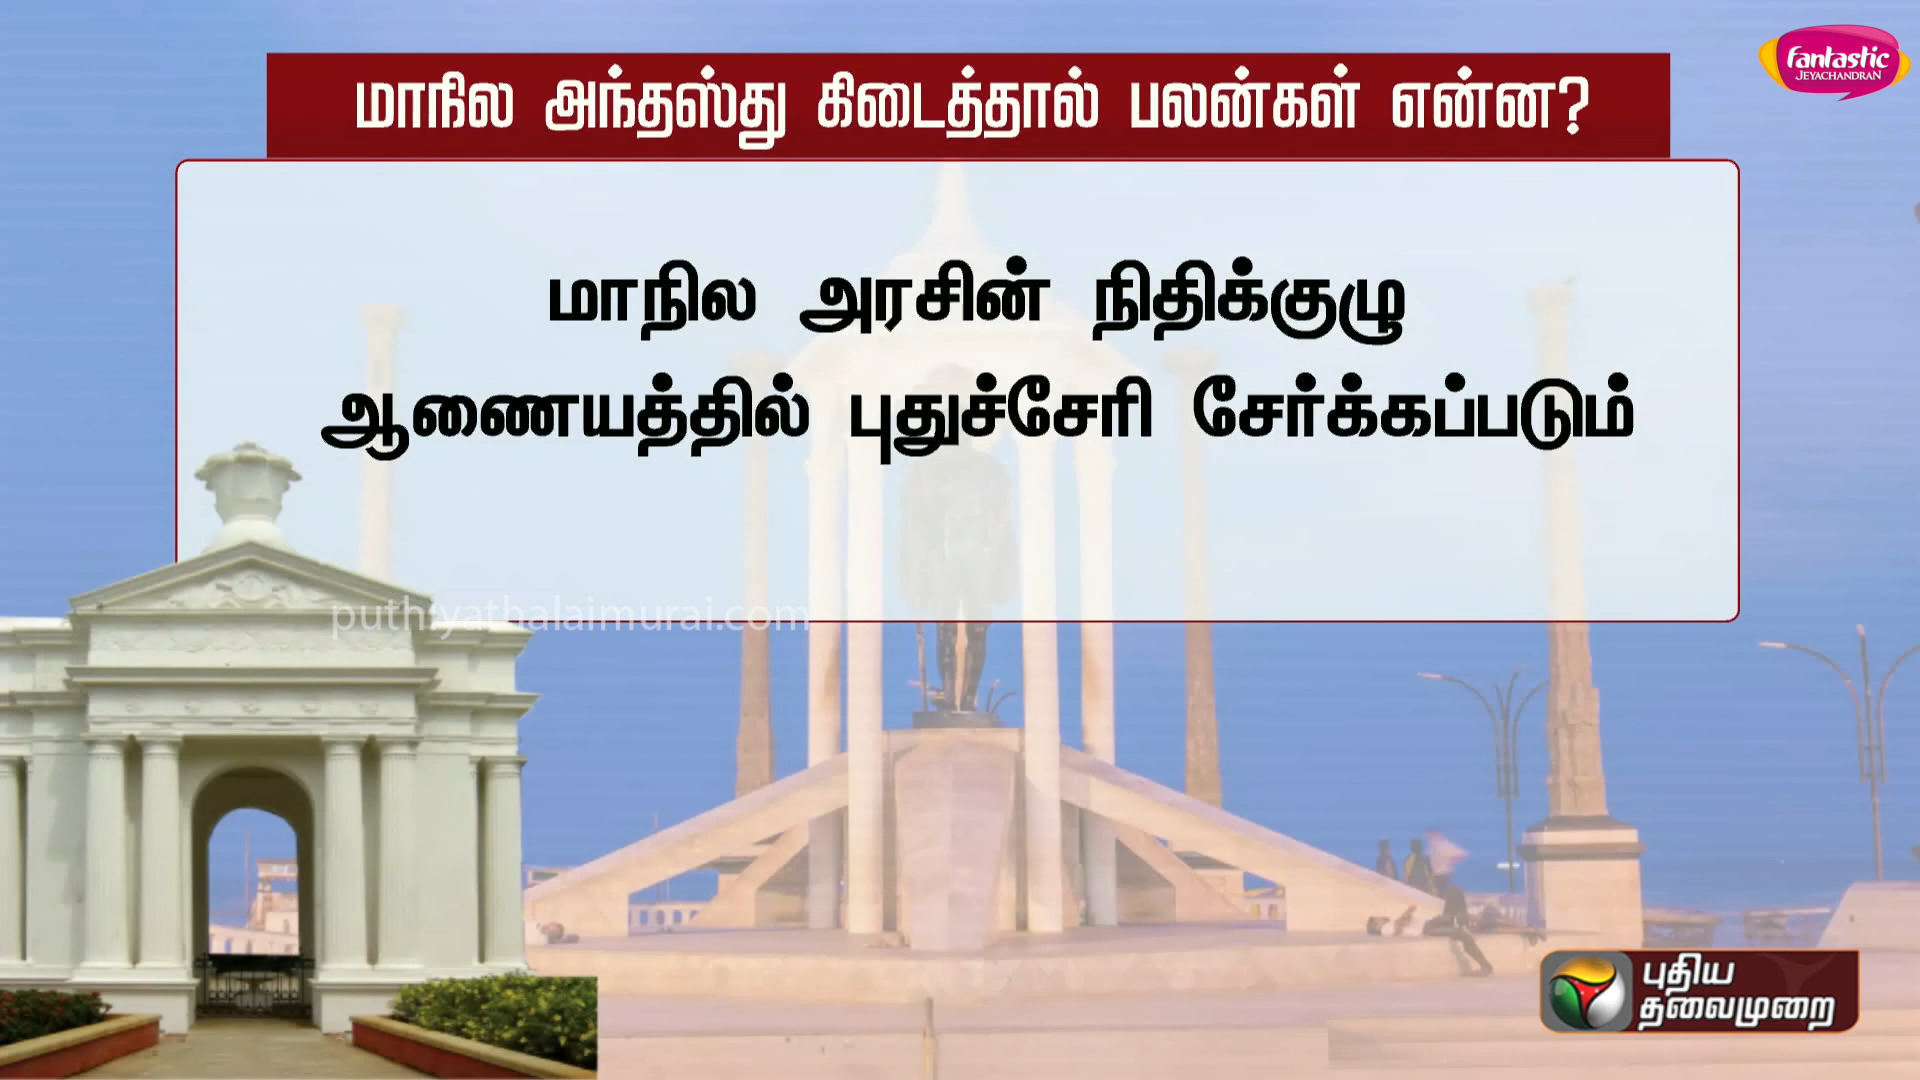 fantastic
JEYACHANDRAN
மாநில அந்தஸ்து கிடைத்தால் பலன்கள் என்ன?
மாநில அரசின் நிதிக்குழு
ஆணையத்தில் புதுச்சேரி சேர்க்கப்படும்
puthiyathalaimurai.com
புதிய
தலைமுறை